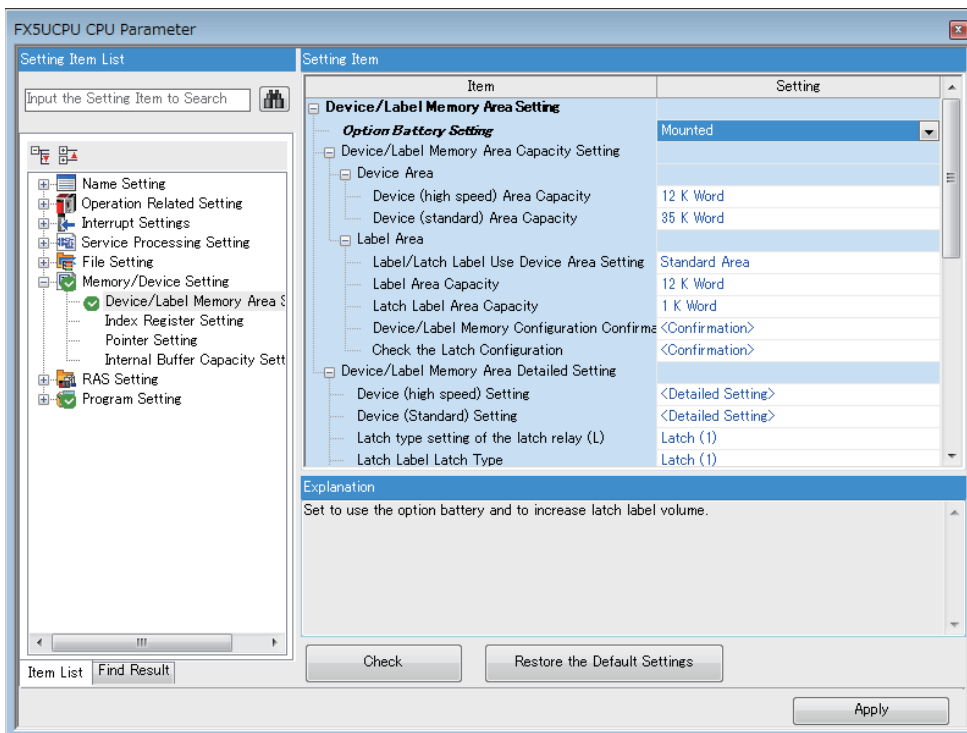 FX5UCPU CPU Parameter
Setting Item List
Input the Setting Item to Search
Name Setting
Operation Related Setting
Interrupt Settings
Service Processing Setting
File Setting
Memory/Device Setting
Device/Label Memory Area S
Index Register Setting
Pointer Setting
Internal Buffer Capacity Sett
RAS Setting
Program Setting
Item List Find Result
Setting Item
Item Setting
Device/Label Memory Area Setting
Option Battery Setting Mounted
Device/Label Memory Area Capacity Setting
Device Area
Device (high speed) Area Capacity 12 K Word
Device (standard) Area Capacity 35 K Word
Label Area
Label/Latch Label Use Device Area Setting Standard Area
Label Area Capacity 12 K Word
Latch Label Area Capacity 1 K Word
Device/Label Memory Configuration Confirma <Confirmation>
Check the Latch Configuration <Confirmation>
Device/Label Memory Area Detailed Setting
Device (high speed) Setting <Detailed Setting>
Device (Standard) Setting <Detailed Setting>
Latch type setting of the latch relay (L) Latch (1)
Latch Label Latch Type Latch (1)
Explanation
Set to use the option battery and to increase latch label volume.
Check Restore the Default Settings
Apply